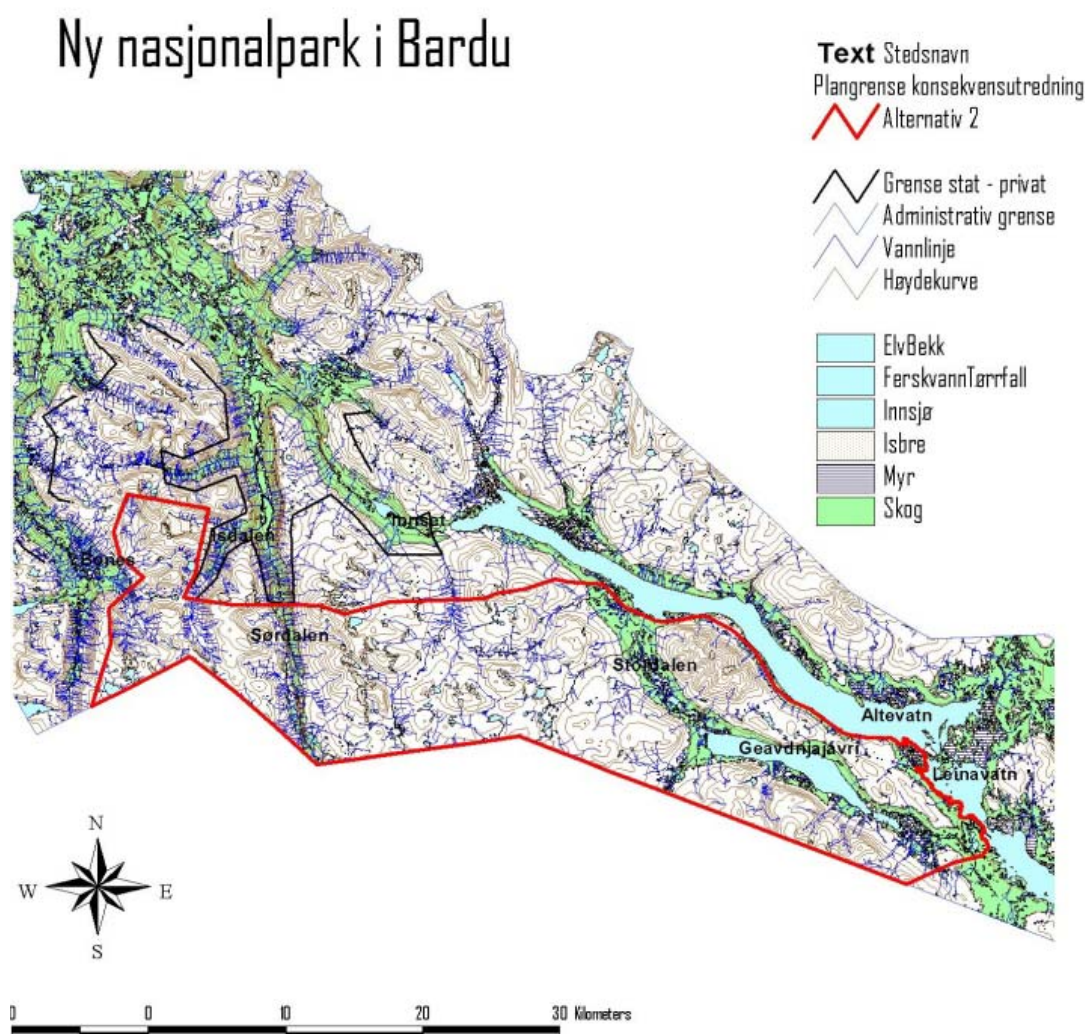 Ny nasjonalpark i Bardu
Text Stedsnavn
Plangrense konsekvensutredning
Alternativ 2
Grense stat - privat
Administrativ grense
Vannlinje
Høydekurve
ElvBekk
FerskvannTørrfall
Innsjø
Isbre
Myr
Skog
Innset
Isdalen
Bones
Sørdalen
Stordalen
Altevatn
Geavdnjajávri
Leinavatn
N
W E
S
0 0 10 20 30 Kilometers